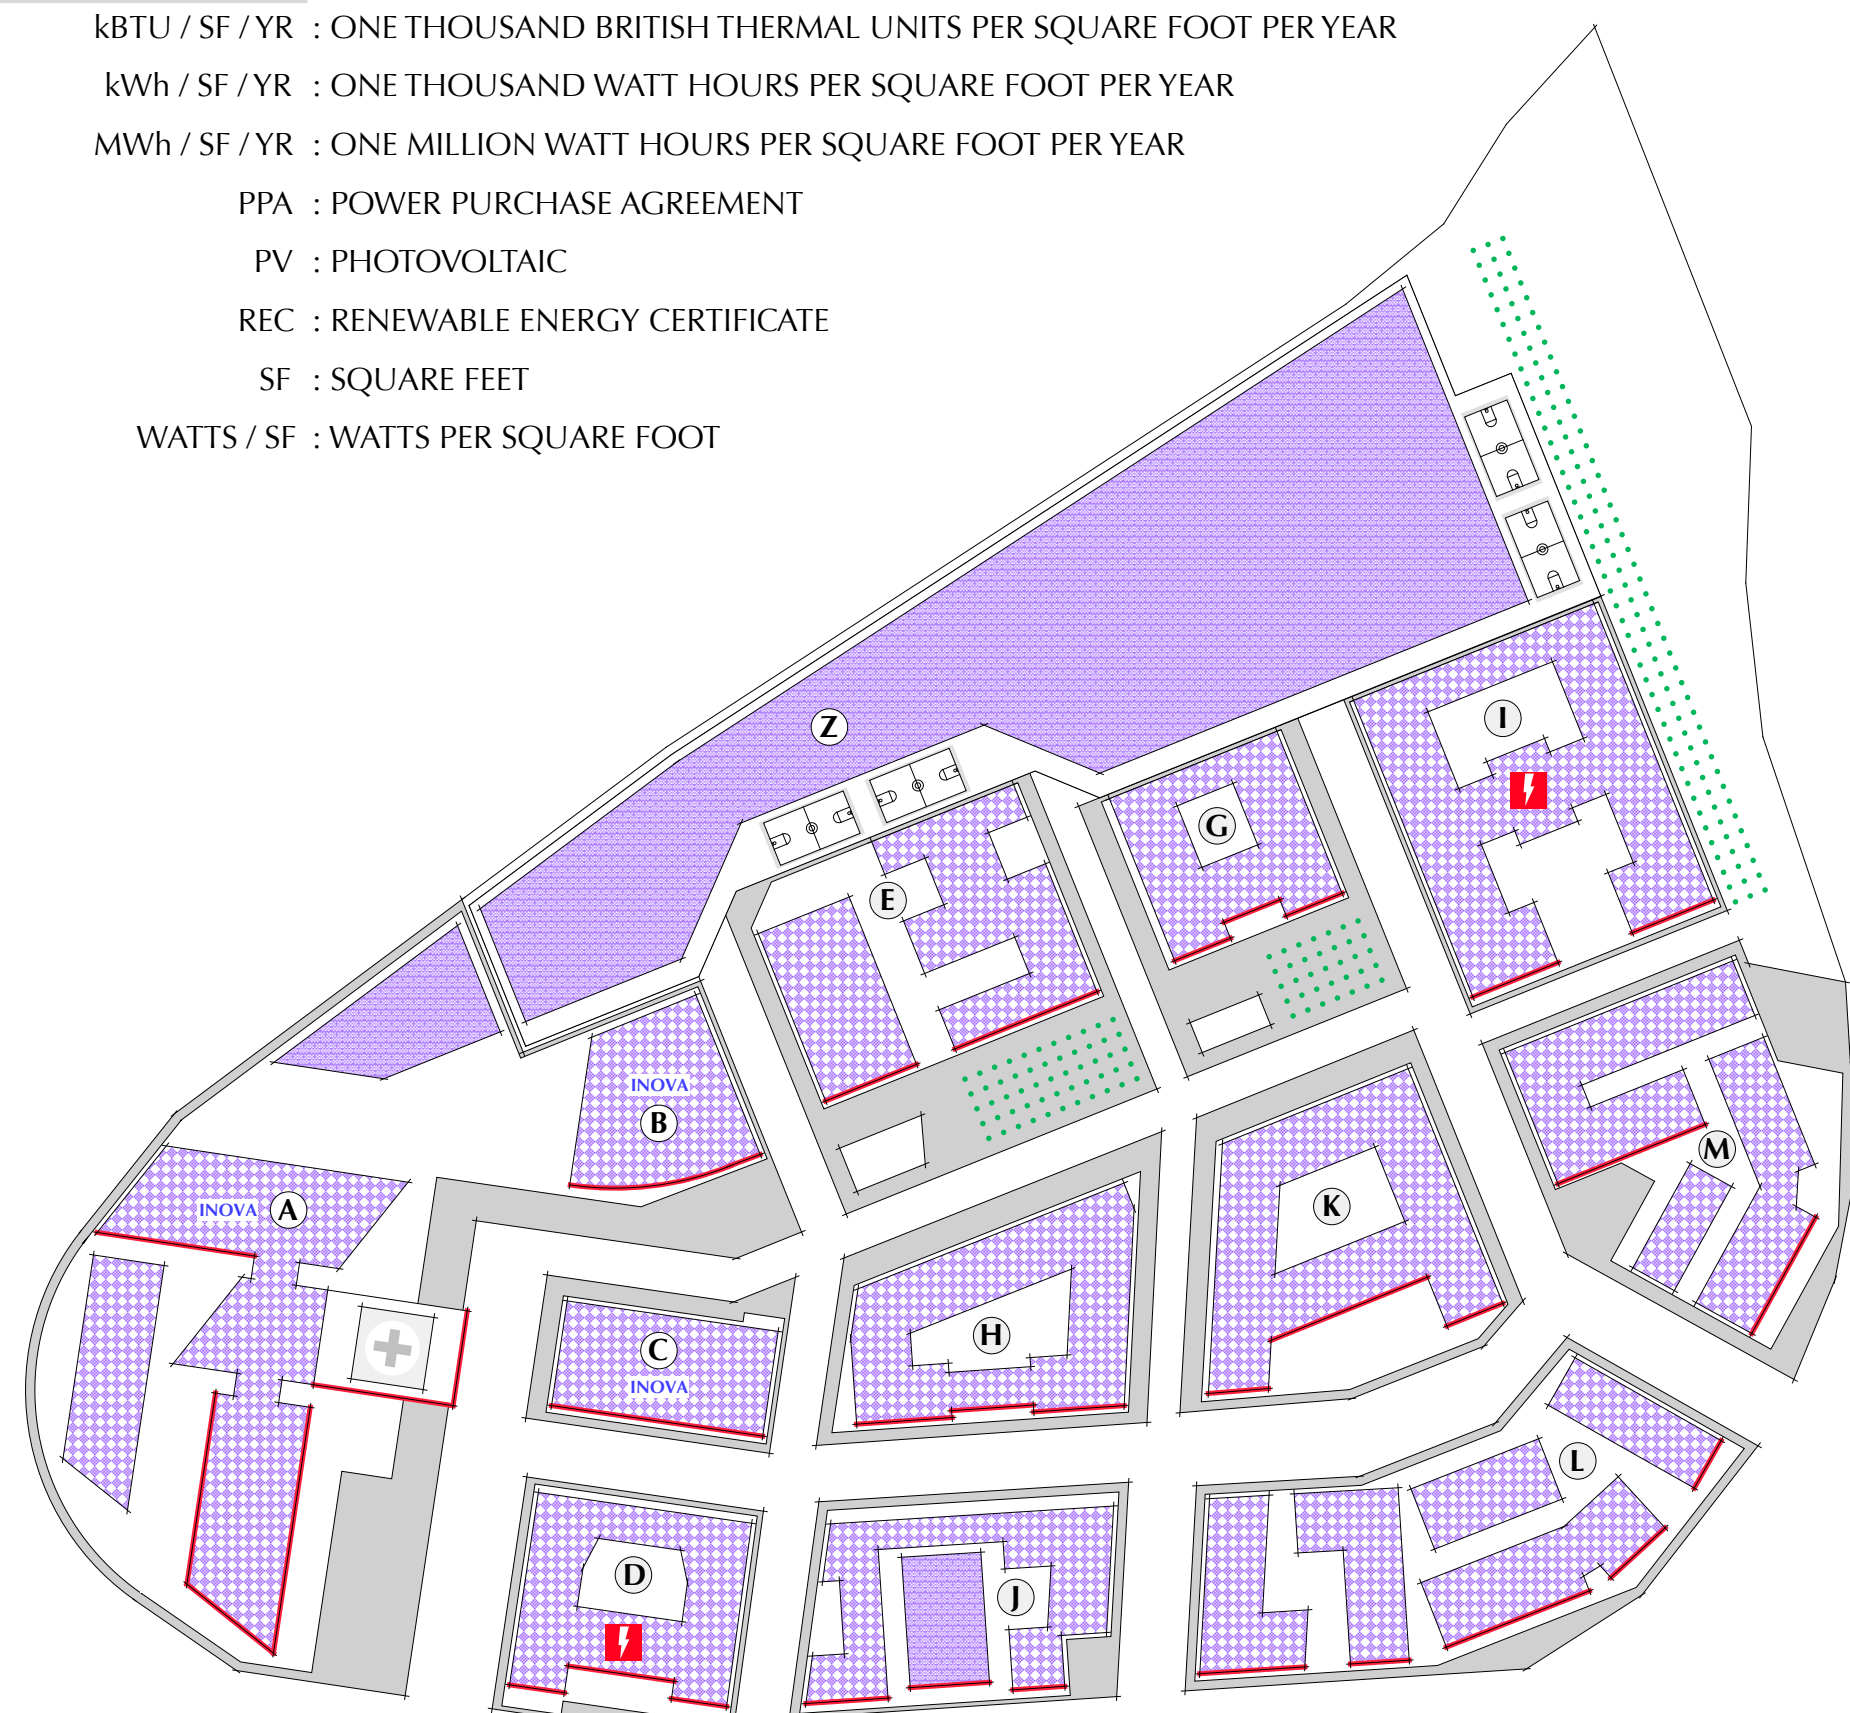 kBTU / SF / YR : ONE THOUSAND BRITISH THERMAL UNITS PER SQUARE FOOT PER YEAR
kWh / SF / YR : ONE THOUSAND WATT HOURS PER SQUARE FOOT PER YEAR
MWh / SF / YR : ONE MILLION WATT HOURS PER SQUARE FOOT PER YEAR
PPA : POWER PURCHASE AGREEMENT
PV : PHOTOVOLTAIC
REC : RENEWABLE ENERGY CERTIFICATE
SF : SQUARE FEET
WATTS / SF : WATTS PER SQUARE FOOT
Z
I
G
E
INOVA
B
M
INOVA A
K
H
C
INOVA
L
D
J